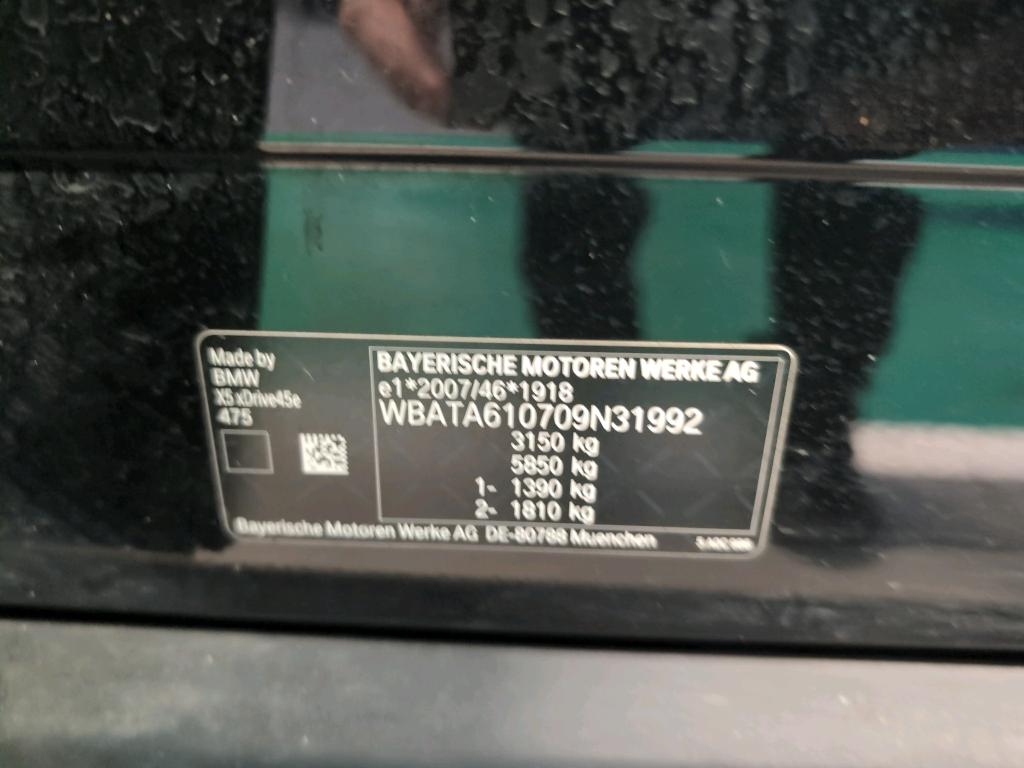 Made by
BMW
X5 xDrive45e
475
BAYERISCHE MOTOREN WERKE AG
e1*2007/46*1918
WBATA610709N31992
3150 kg
5850 kg
1- 1390 kg
2- 1810 kg
Bayerische Motoren Werke AG DE-80788 Muenchen